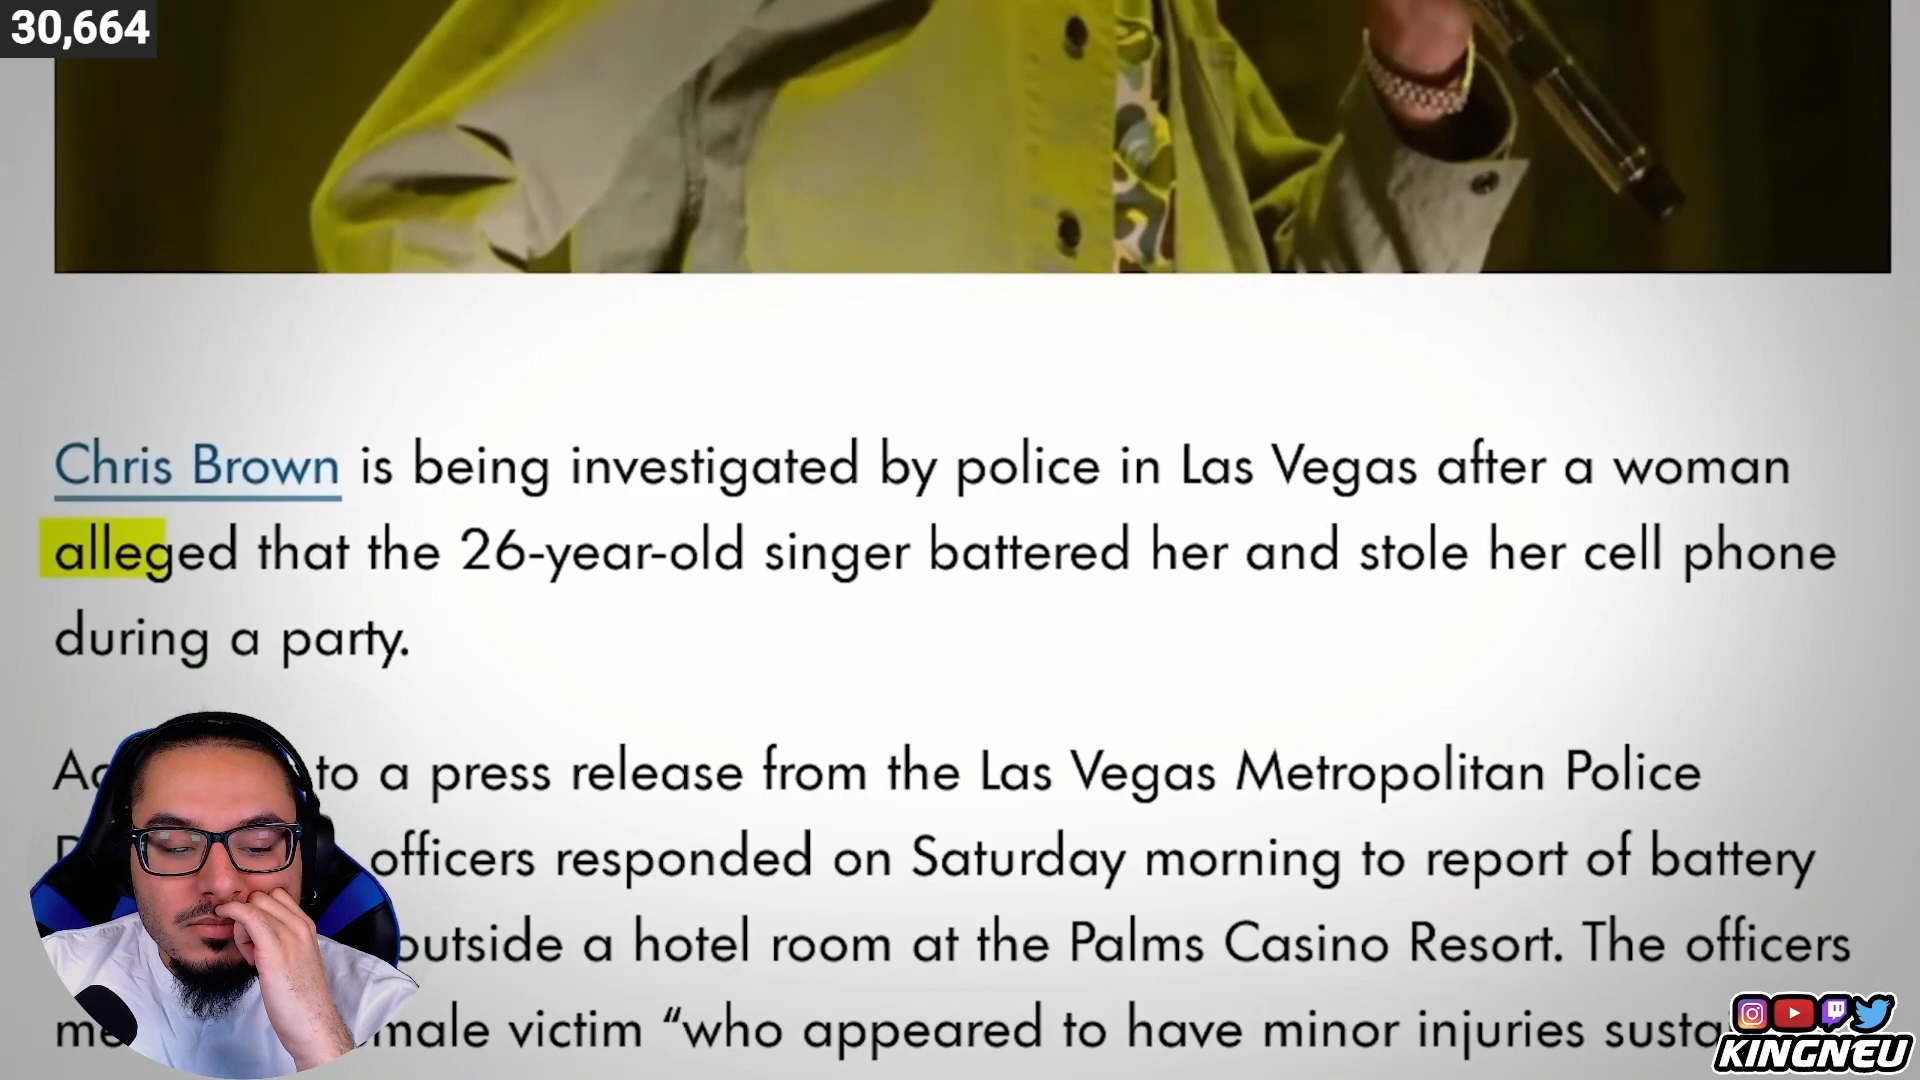 30,664
Chris Brown is being investigated by police in Las Vegas after a woman
alleged that the 26-year-old singer battered her and stole her cell phone
during a party.
to a press release from the Las Vegas Metropolitan Police
officers responded on Saturday morning to report of battery
outside a hotel room at the Palms Casino Resort. The officers
victim “who appeared to have minor injuries
KINGNEU